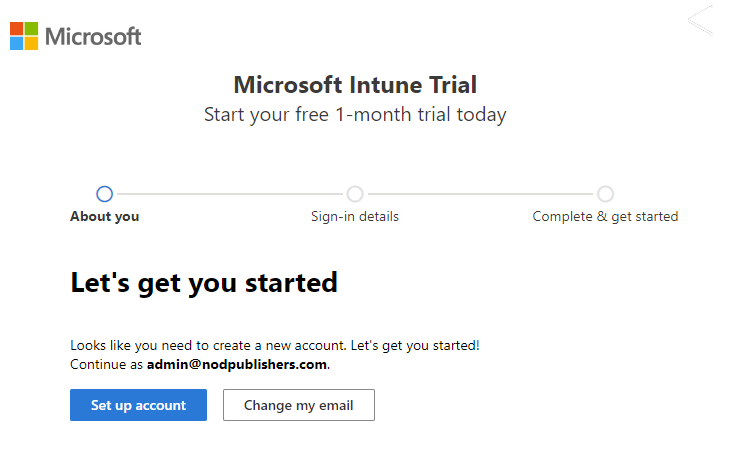 Microsoft
Microsoft Intune Trial
Start your free 1-month trial today
About you
Sign-in details
Complete & get started
Let's get you started
Looks like you need to create a new account. Let's get you started!
Continue as admin@nodpublishers.com.
Set up account
Change my email